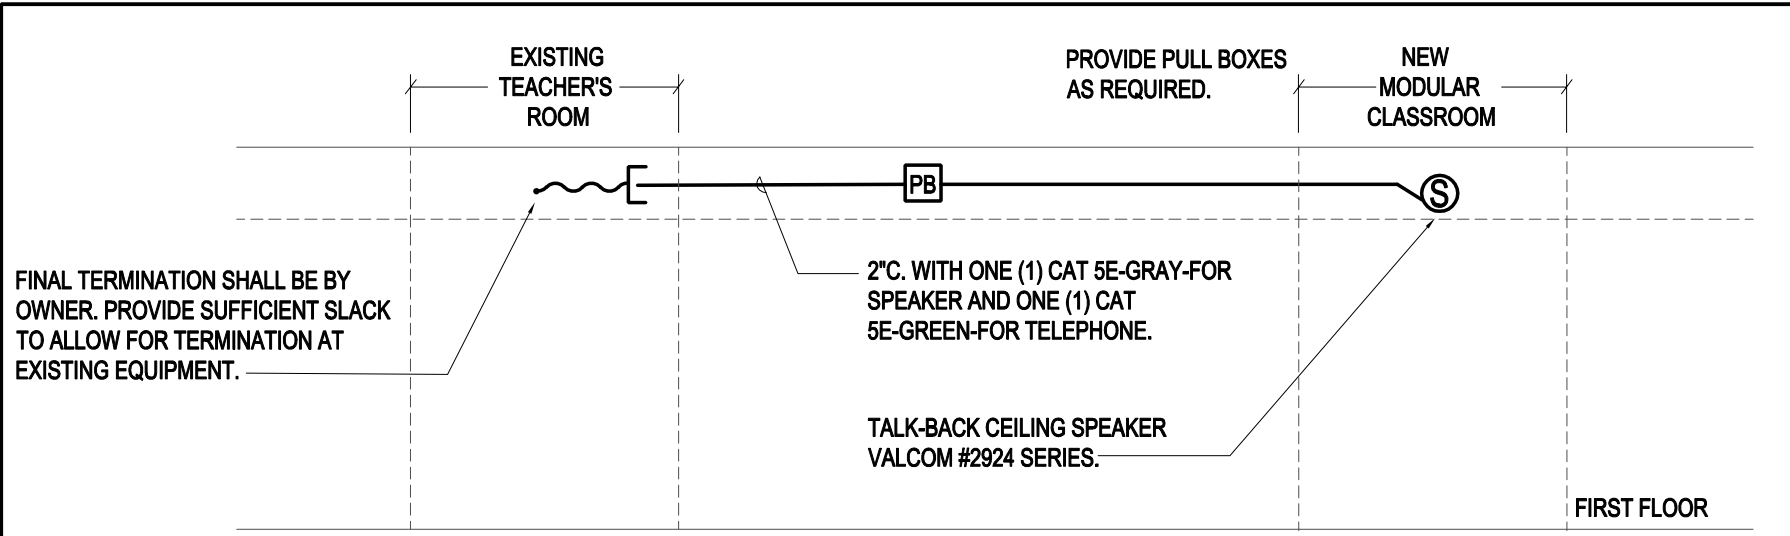 EXISTING
TEACHER'S
ROOM
PROVIDE PULL BOXES
AS REQUIRED.
NEW
MODULAR
CLASSROOM
PB
S
FINAL TERMINATION SHALL BE BY
OWNER. PROVIDE SUFFICIENT SLACK
TO ALLOW FOR TERMINATION AT
EXISTING EQUIPMENT.
2"C. WITH ONE (1) CAT 5E-GRAY-FOR
SPEAKER AND ONE (1) CAT
5E-GREEN-FOR TELEPHONE.
TALK-BACK CEILING SPEAKER
VALCOM #2924 SERIES.
FIRST FLOOR